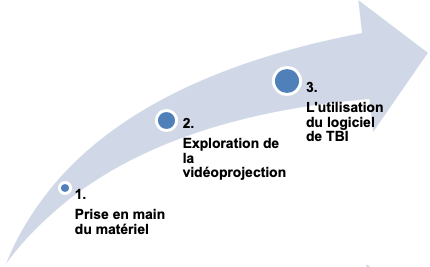 1.
Prise en main
du matériel
2.
Exploration de
la
vidéoprojection
3.
L'utilisation
du logiciel
de TBI